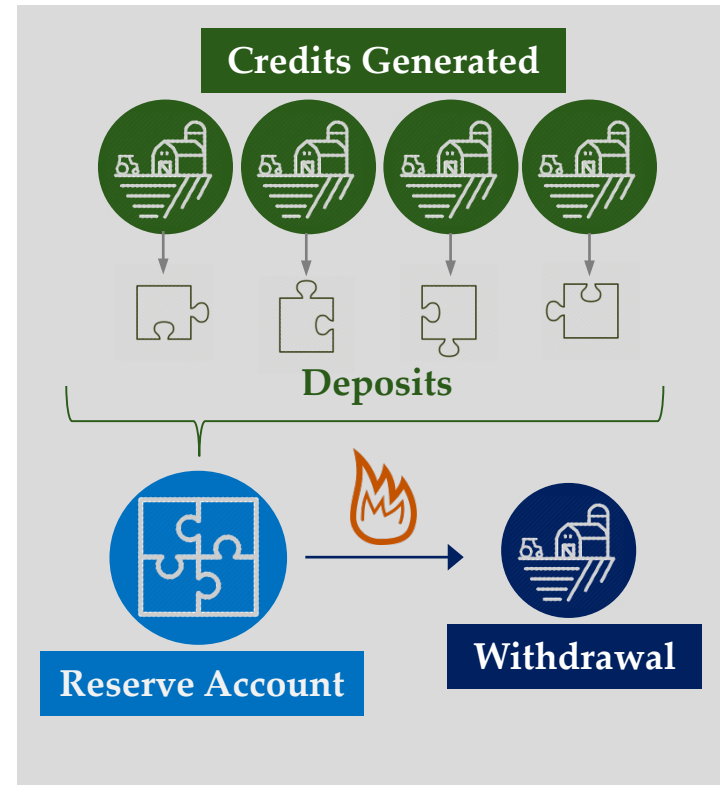 Credits Generated
Deposits
Reserve Account
Withdrawal